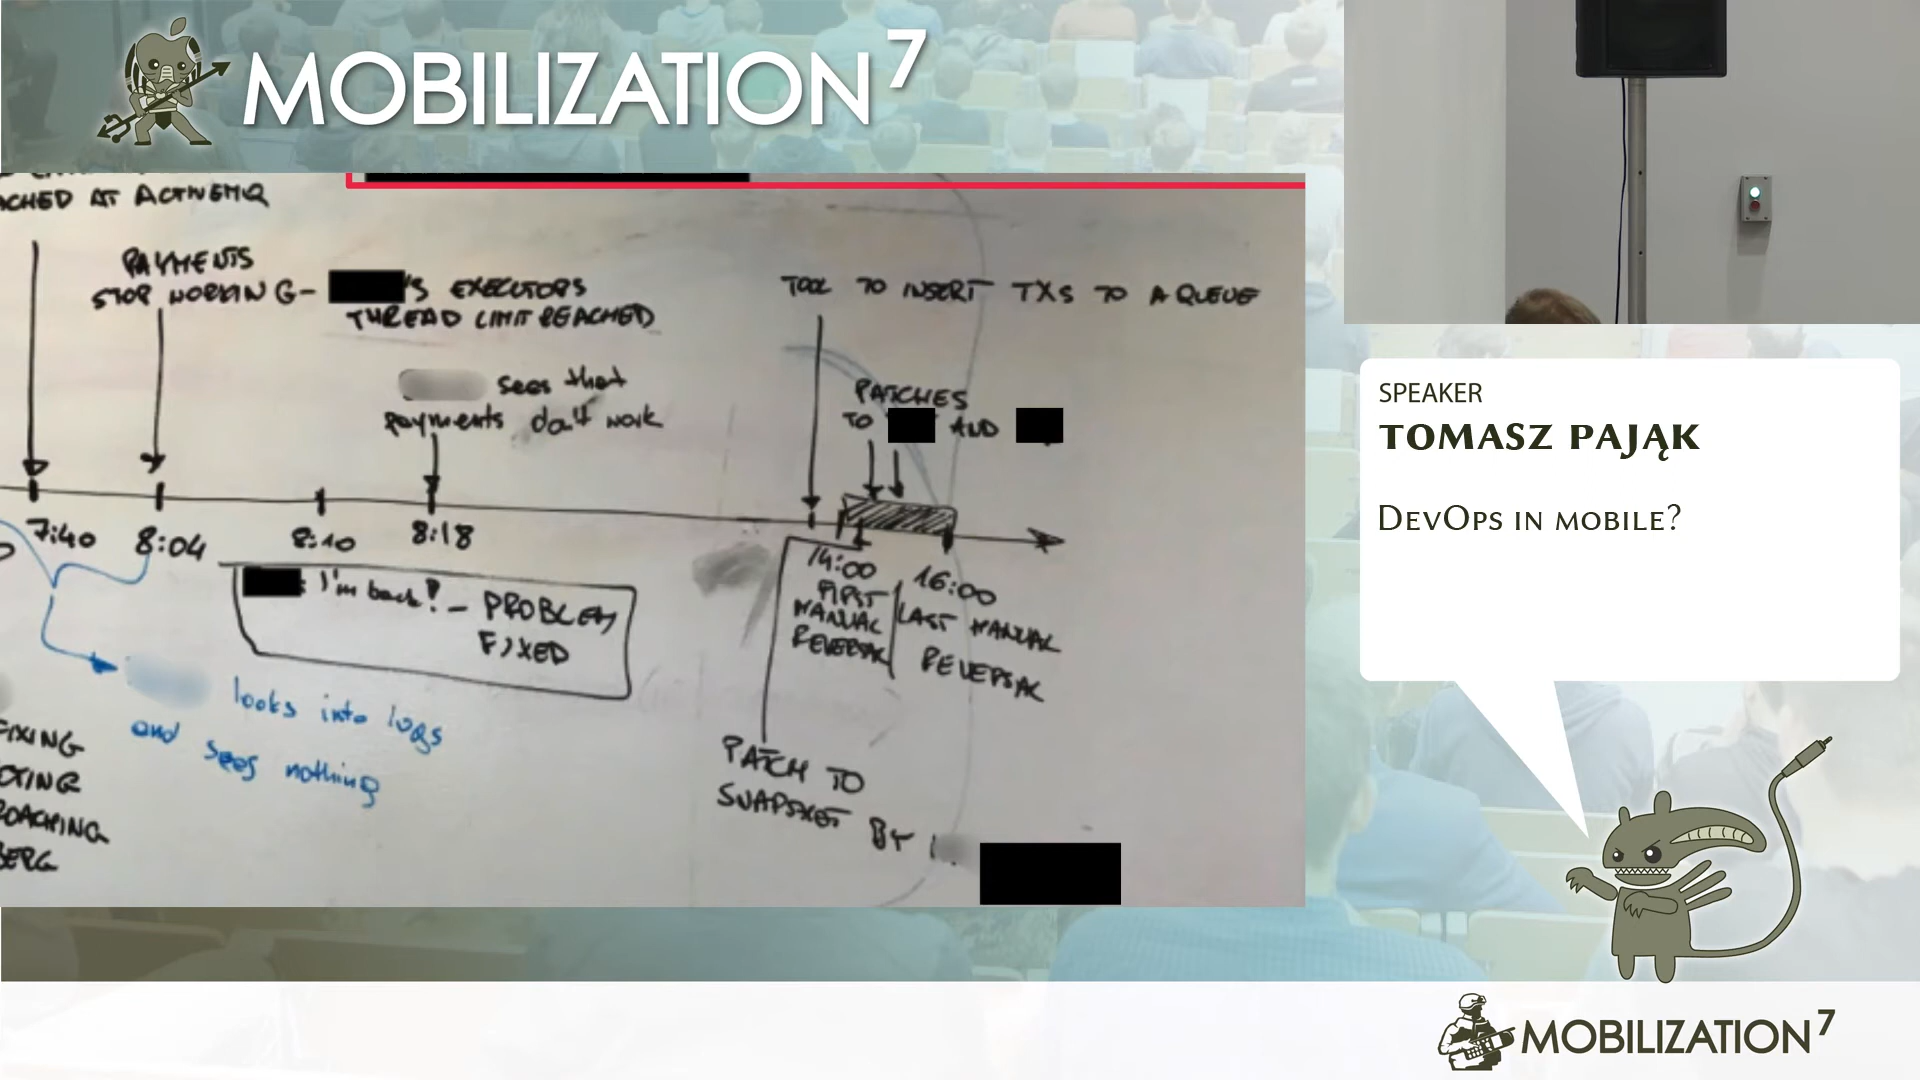 MOBILIZATION 7
ACHED AT ACTIVEMQ
PAYMENTS
STOP WORKING - 'S EXECUTORS
THREAD LIMIT REACHED
sees that
payments don't work
TOOL TO INSERT TXS TO A QUEUE
PATCHES
TO AND
7:40
8:04
8:10
8:18
14:00
FIRST
MANUAL
REVERSAL
16:00
LAST MANUAL
REVERSAL
: I'm back! - PROBLEM
FIXED
looks into logs
and sees nothing
FIXING
OACHING
BERG
PATCH TO
SNAPSHOT BY
SPEAKER
TOMASZ PAJĄK
DEVOPS IN MOBILE?
MOBILIZATION 7